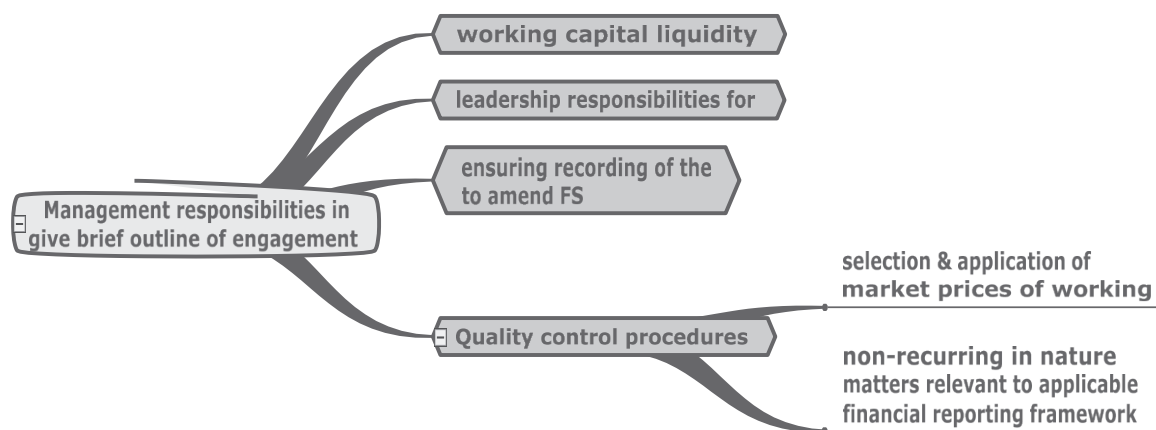 working capital liquidity
leadership responsibilities for
ensuring recording of the
to amend FS
Management responsibilities in
give brief outline of engagement
Quality control procedures
selection & application of
market prices of working
non-recurring in nature
matters relevant to applicable
financial reporting framework